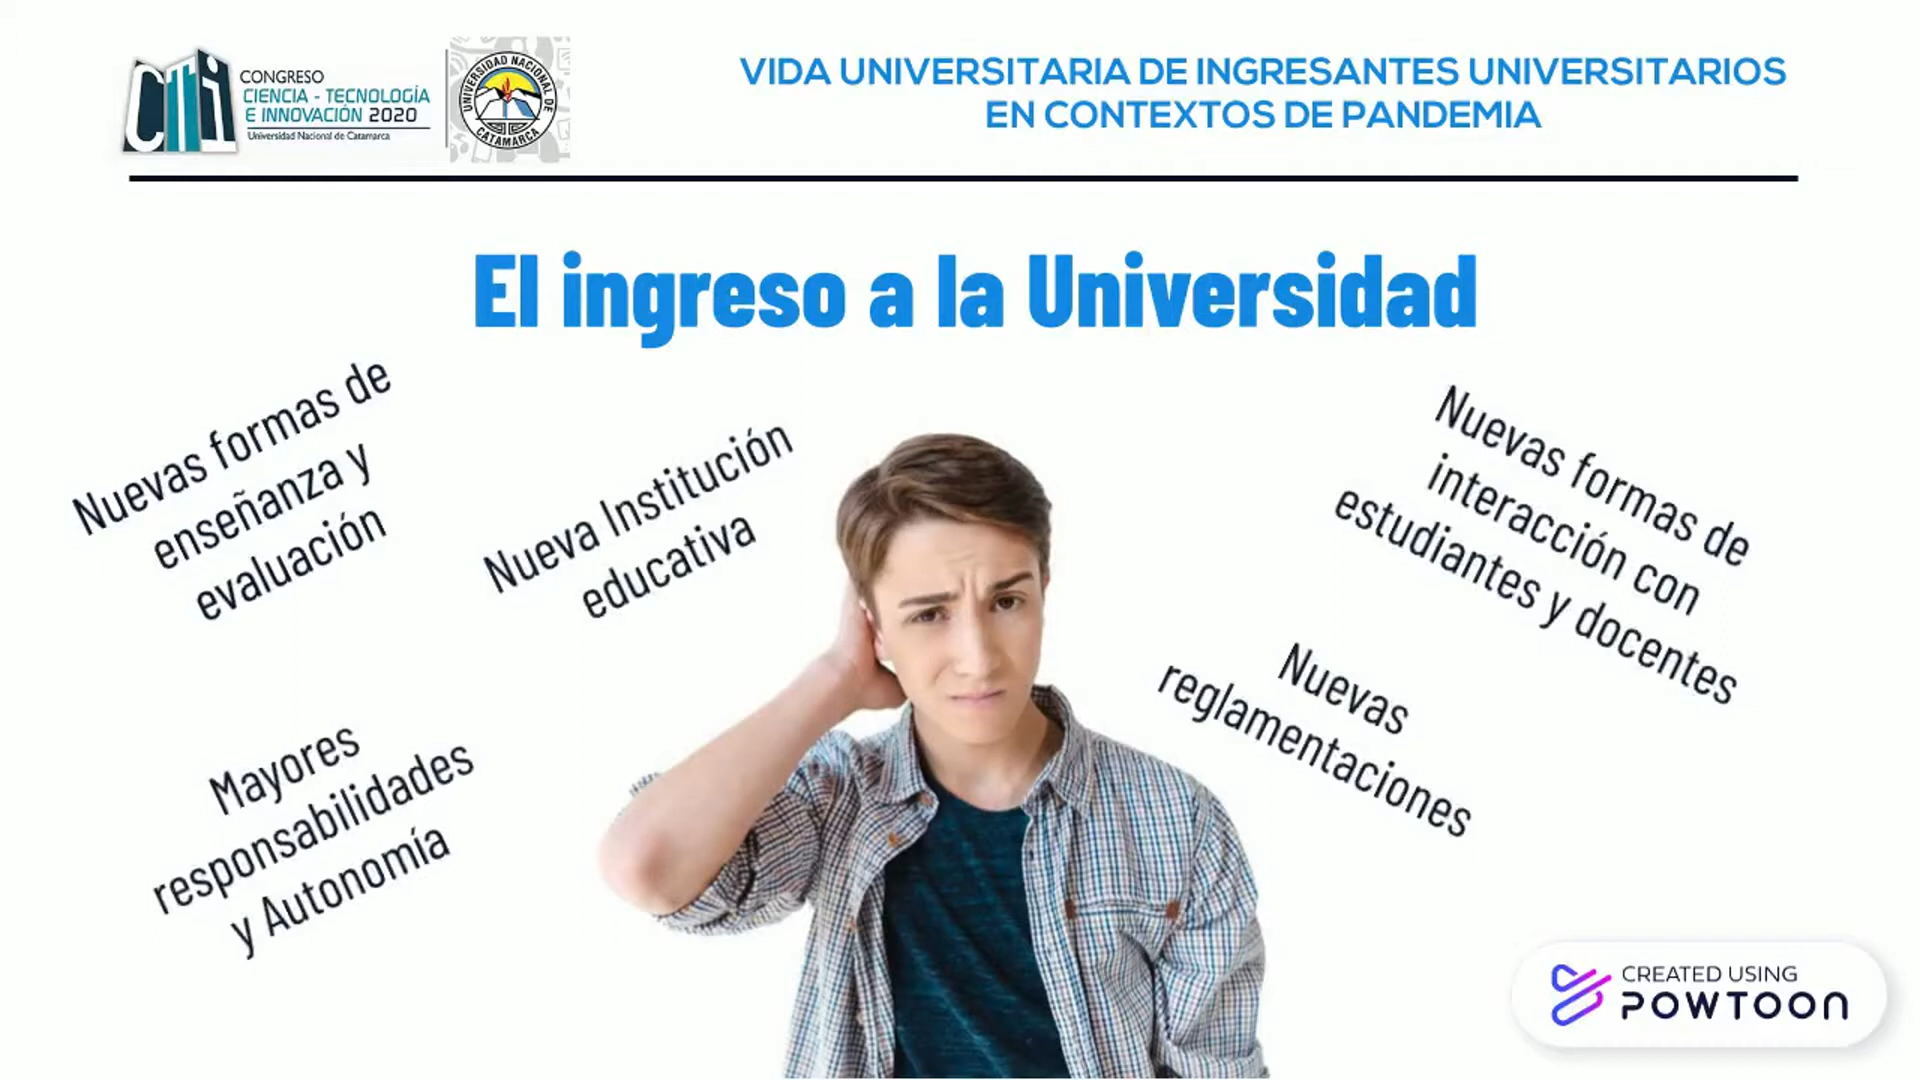 CTi
CONGRESO
CIENCIA - TECNOLOGÍA
E INNOVACIÓN 2020
Universidad Nacional de Catamarca
UNIVERSIDAD NACIONAL DE
CATAMARCA
VIDA UNIVERSITARIA DE INGRESANTES UNIVERSITARIOS
EN CONTEXTOS DE PANDEMIA
El ingreso a la Universidad
Nuevas formas de
enseñanza y
evaluación
Nueva Institución
educativa
Nuevas formas de
interacción con
estudiantes y docentes
Nuevas
reglamentaciones
Mayores
responsabilidades
y Autonomía
CREATED USING
POWTOON